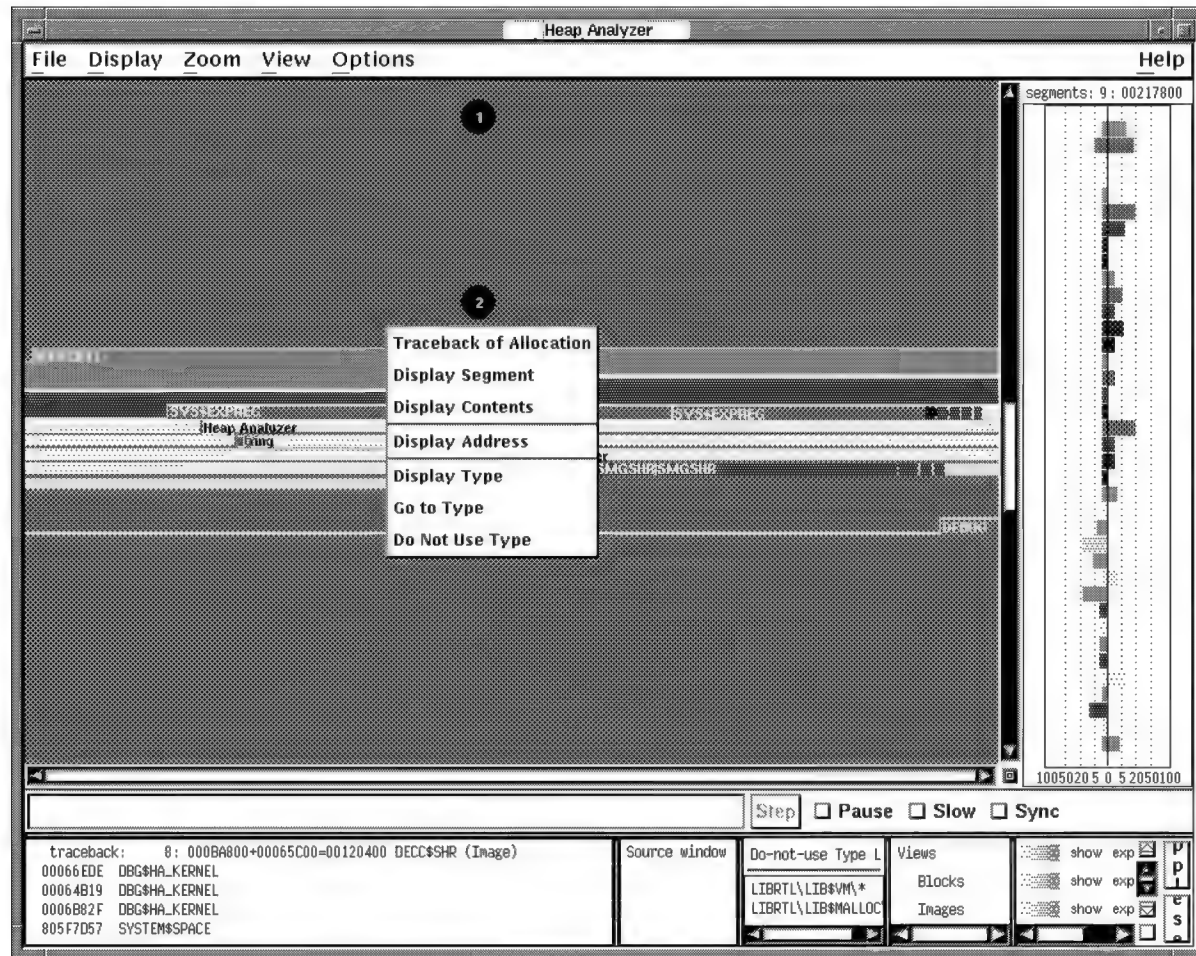 Heap Analyzer
File Display Zoom View Options Help
segments: 9 : 00217800
1
2
Traceback of Allocation
Display Segment
Display Contents
Display Address
Display Type
Go to Type
Do Not Use Type
SYS$EXPREG
SYS$EXPREG
Heap Analyzer
String
SMGSHR SMGSHR
1005020 5 0 5 2050100
Step Pause Slow Sync
traceback: 8: 000BA800+00065C00=00120400 DECC$SHR (Image)
00066EDE DBG$HA_KERNEL
00064B19 DBG$HA_KERNEL
0006B82F DBG$HA_KERNEL
805F7D57 SYSTEM$SPACE
Source window
Do-not-use Type L
LIBRTL\LIB$VM\*
LIBRTL\LIB$MALLOC
Views
Blocks
Images
show exp
show exp
show exp